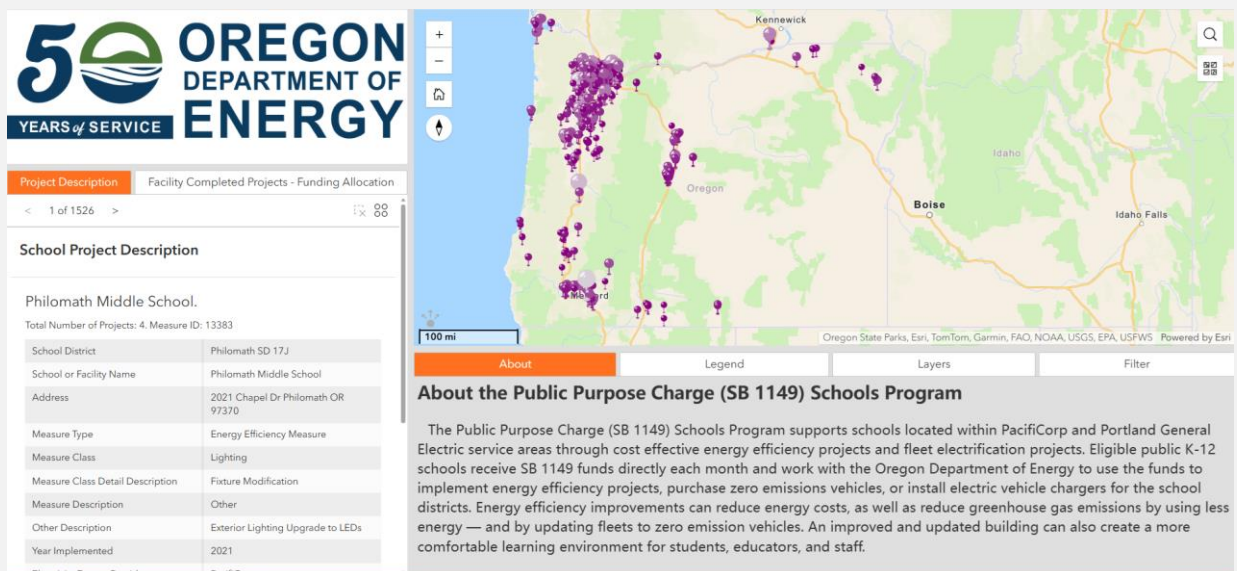 50
YEARS of SERVICE
OREGON
DEPARTMENT OF
ENERGY
Project Description
Facility Completed Projects - Funding Allocation
< 1 of 1526 >
School Project Description
Philomath Middle School.
Total Number of Projects: 4. Measure ID: 13383
School District Philomath SD 17J
School or Facility Name Philomath Middle School
Address 2021 Chapel Dr Philomath OR
97370
Measure Type Energy Efficiency Measure
Measure Class Lighting
Measure Class Detail Description Fixture Modification
Measure Description Other
Other Description Exterior Lighting Upgrade to LEDs
Year Implemented 2021
+
−
Kennewick
Idaho
Oregon
Boise
Idaho Falls
100 mi
Oregon State Parks, Esri, TomTom, Garmin, FAO, NOAA, USGS, EPA, USFWS Powered by Esri
About
Legend
Layers
Filter
About the Public Purpose Charge (SB 1149) Schools Program
The Public Purpose Charge (SB 1149) Schools Program supports schools located within PacifiCorp and Portland General
Electric service areas through cost effective energy efficiency projects and fleet electrification projects. Eligible public K-12
schools receive SB 1149 funds directly each month and work with the Oregon Department of Energy to use the funds to
implement energy efficiency projects, purchase zero emissions vehicles, or install electric vehicle chargers for the school
districts. Energy efficiency improvements can reduce energy costs, as well as reduce greenhouse gas emissions by using less
energy — and by updating fleets to zero emission vehicles. An improved and updated building can also create a more
comfortable learning environment for students, educators, and staff.